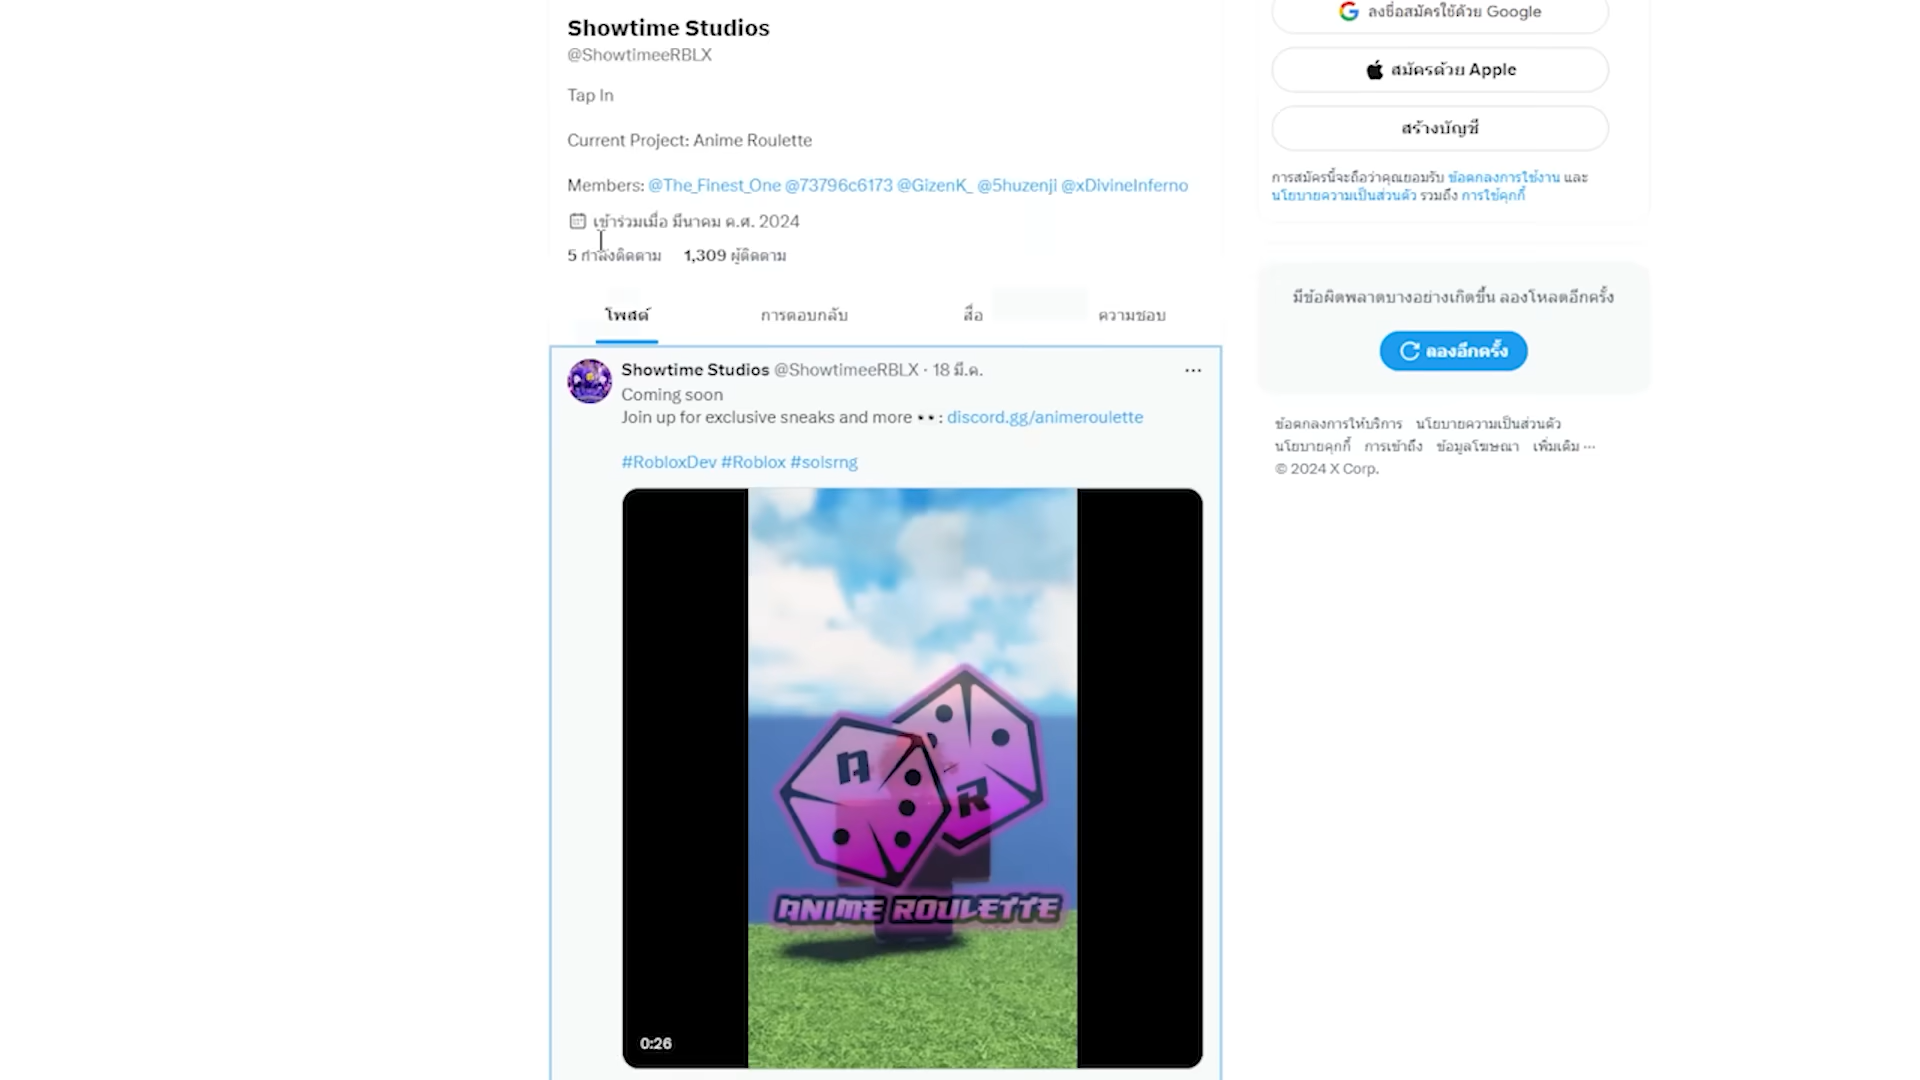 Showtime Studios
@ShowtimeeRBLX
Tap In
Current Project: Anime Roulette
Members: @The_Finest_One @73796c6173 @GizenK_ @5huzenji @xDivineInferno
เข้าร่วมเมื่อ มีนาคม ค.ศ. 2024
5 กำลังติดตาม 1,309 ผู้ติดตาม
โพสต์ การตอบกลับ สื่อ ความชอบ
Showtime Studios @ShowtimeeRBLX · 18 มี.ค.
Coming soon
Join up for exclusive sneaks and more 👀: discord.gg/animeroulette
#RobloxDev #Roblox #solsrng
A
R
ANIME ROULETTE
0:26
ลงชื่อสมัครใช้ด้วย Google
สมัครด้วย Apple
สร้างบัญชี
การสมัครนี้จะถือว่าคุณยอมรับ ข้อตกลงการใช้งาน และ
นโยบายความเป็นส่วนตัว รวมถึง การใช้คุกกี้
มีข้อผิดพลาดบางอย่างเกิดขึ้น ลองโหลดอีกครั้ง
ลองอีกครั้ง
ข้อตกลงการให้บริการ นโยบายความเป็นส่วนตัว
นโยบายคุกกี้ การเข้าถึง ข้อมูลโฆษณา เพิ่มเติม ···
© 2024 X Corp.